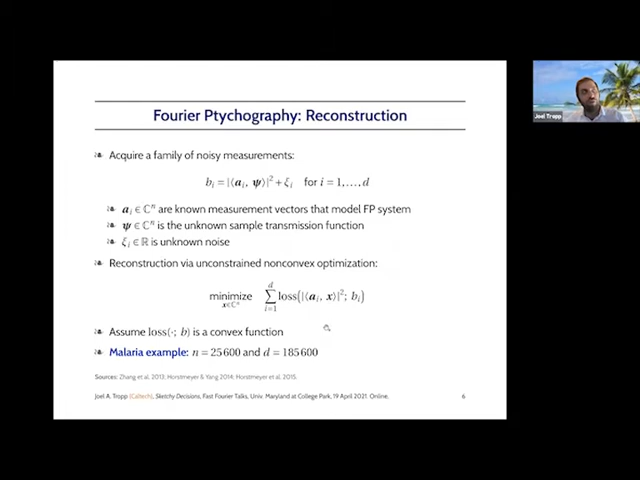 Fourier Ptychography: Reconstruction
Acquire a family of noisy measurements:
bᵢ = |⟨aᵢ, ψ⟩|² + ξᵢ for i = 1,...,d
aᵢ ∈ ℂⁿ are known measurement vectors that model FP system
ψ ∈ ℂⁿ is the unknown sample transmission function
ξᵢ ∈ ℝ is unknown noise
Reconstruction via unconstrained nonconvex optimization:
minimize x∈ℂⁿ ∑ᵢ₌₁ᵈ loss(|⟨aᵢ, x⟩|²; bᵢ)
Assume loss(·; b) is a convex function
Malaria example: n = 25600 and d = 185600
Sources: Zhang et al. 2013; Horstmeyer & Yang 2014; Horstmeyer et al. 2015.
Joel A. Tropp (Caltech), Sketchy Decisions, Fast Fourier Talks, Univ. Maryland at College Park, 19 April 2021. Online. 6
Joel Tropp